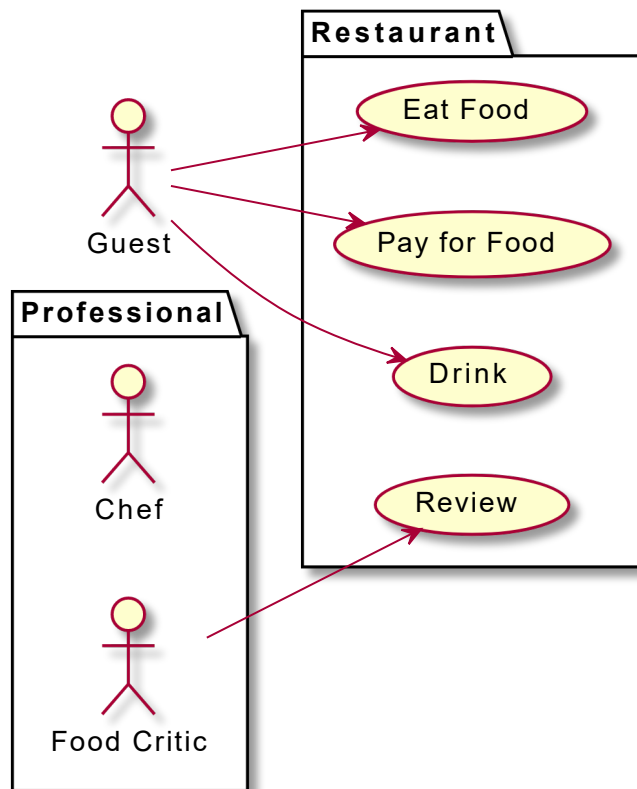 Restaurant
Eat Food
Guest
Pay for Food
Professional
Drink
Chef
Review
Food Critic